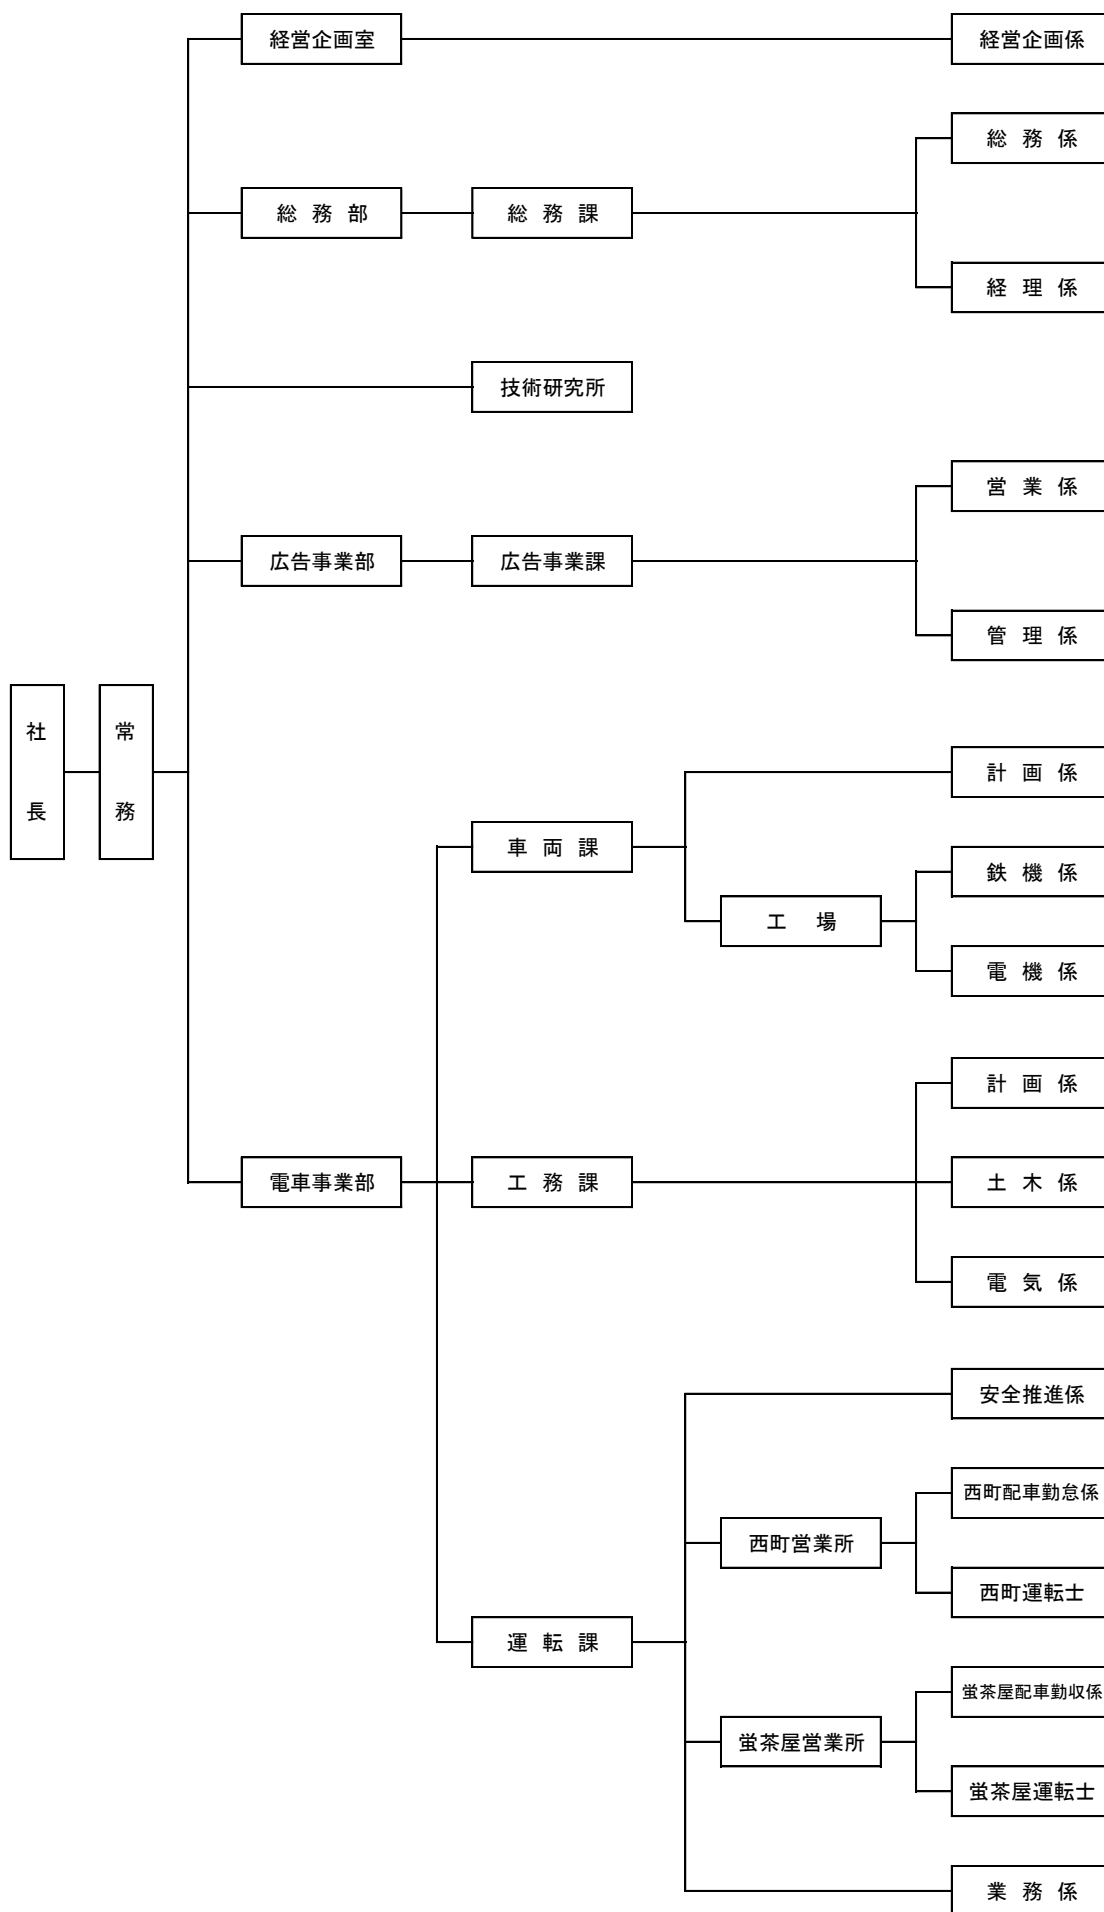 経営企画室
経営企画係
総務係
総務部
総務課
経理係
技術研究所
営業係
広告事業部
広告事業課
管理係
社長
常務
計画係
車両課
鉄機係
工場
電機係
計画係
電車事業部
工務課
土木係
電気係
安全推進係
西町配車勤怠係
西町営業所
西町運転士
運転課
蛍茶屋配車勤収係
蛍茶屋営業所
蛍茶屋運転士
業務係